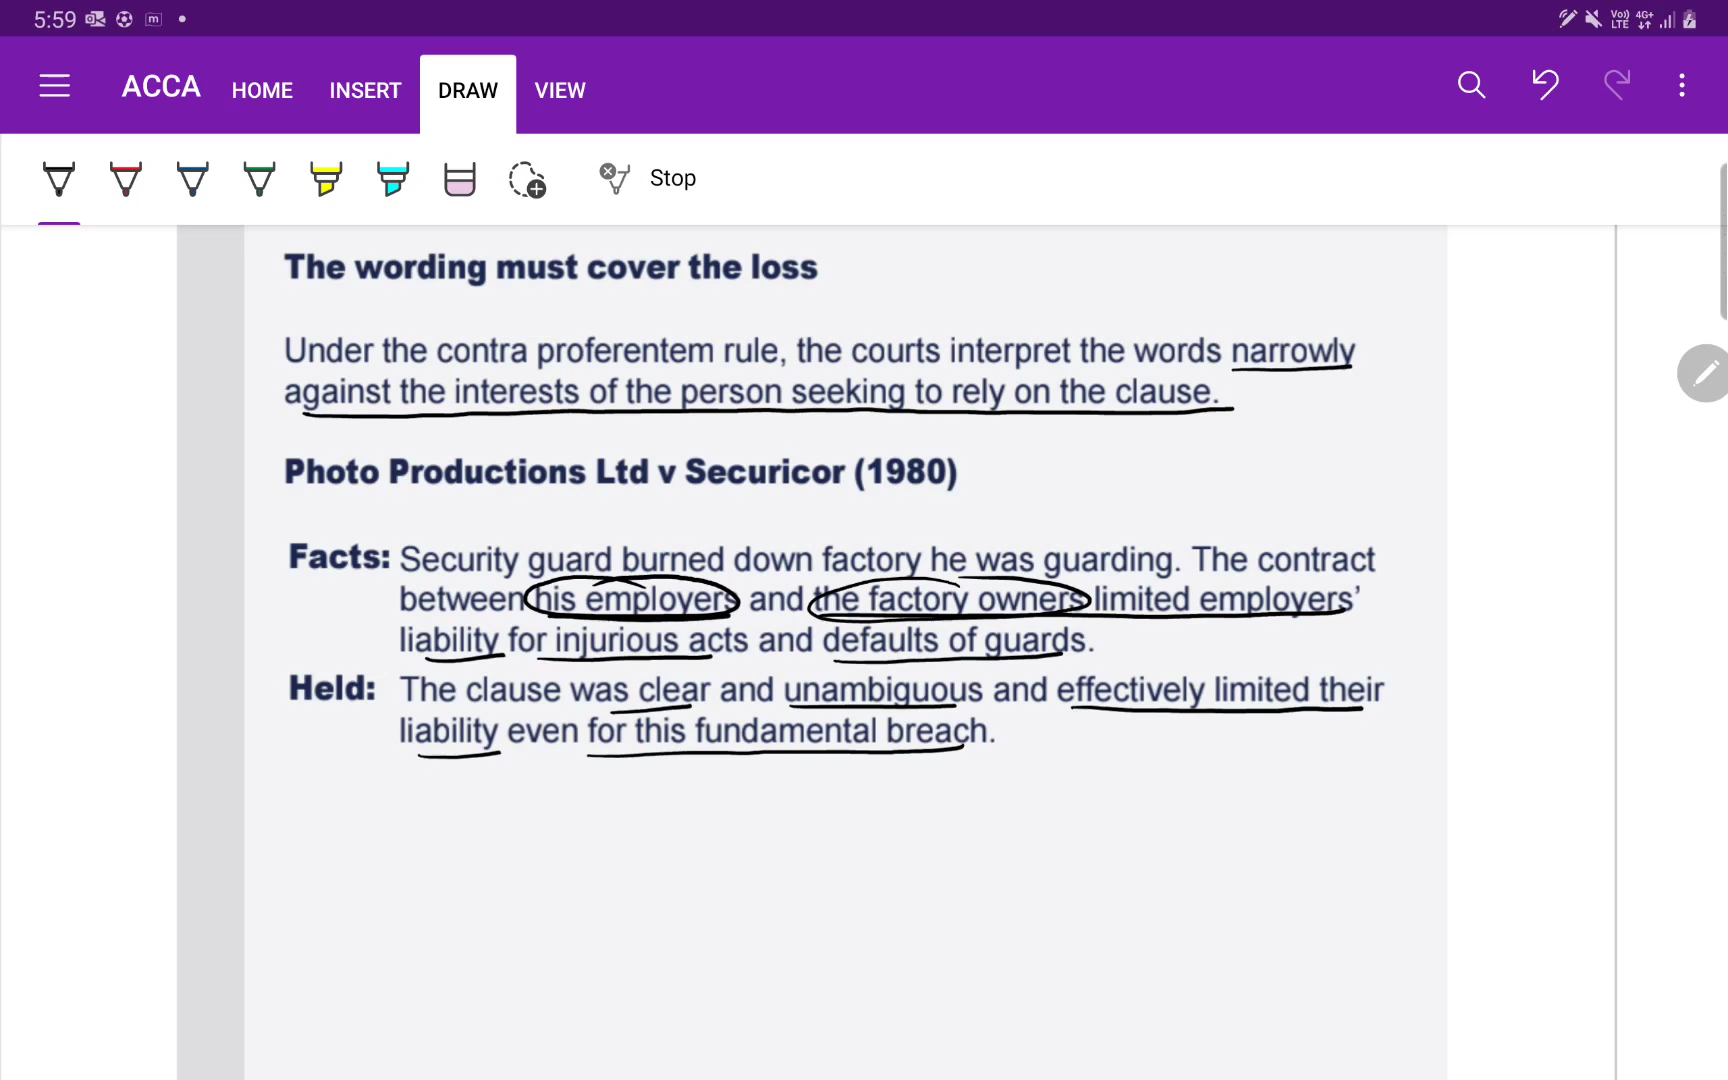 5:59 m Vo)) LTE 4G+
ACCA HOME INSERT DRAW VIEW
Stop
The wording must cover the loss
Under the contra proferentem rule, the courts interpret the words narrowly
against the interests of the person seeking to rely on the clause.
Photo Productions Ltd v Securicor (1980)
Facts: Security guard burned down factory he was guarding. The contract
between his employers and the factory owners limited employers’
liability for injurious acts and defaults of guards.
Held: The clause was clear and unambiguous and effectively limited their
liability even for this fundamental breach.